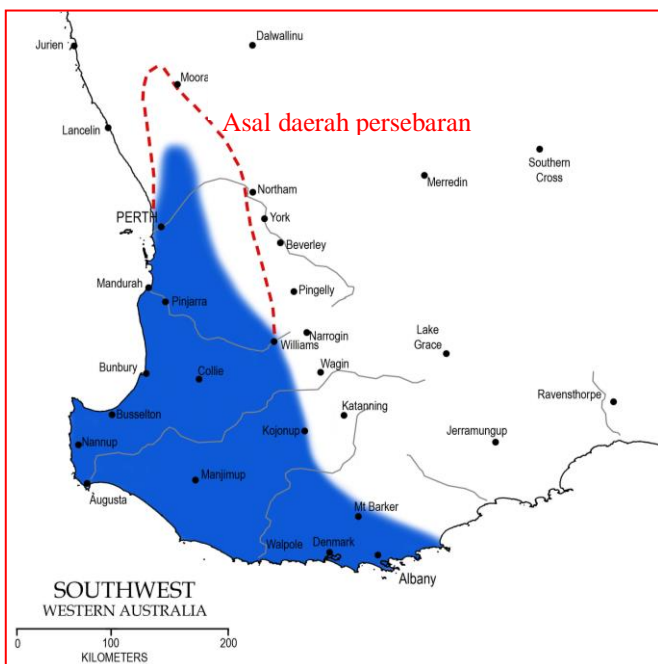 Dalwallinu
Jurien
Moora
Asal daerah persebaran
Lancelin
Southern
Cross
Merredin
Northam
York
PERTH
Beverley
Mandurah
Pingelly
Pinjarra
Narrogin
Williams
Lake
Grace
Wagin
Bunbury
Collie
Ravensthorpe
Busselton
Katanning
Kojonup
Jerramungup
Nannup
Manjimup
Augusta
Mt Barker
Walpole
Denmark
Albany
SOUTHWEST
WESTERN AUSTRALIA
0 100 200
KILOMETERS